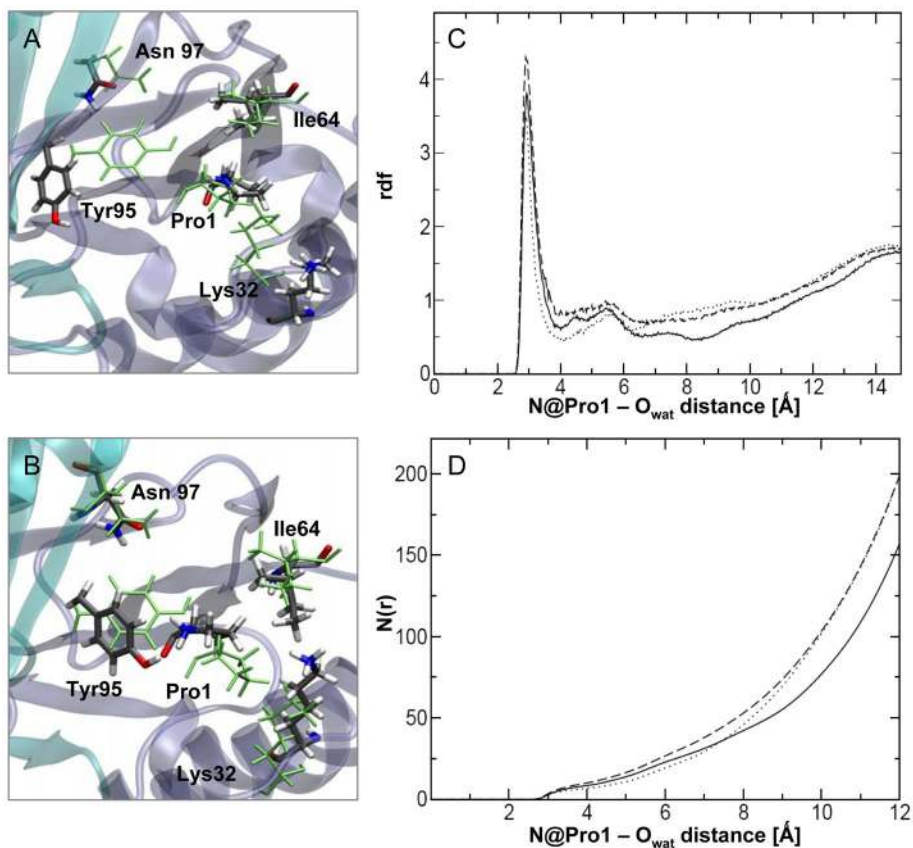 A
Asn 97
Ile64
Tyr95
Pro1
Lys32
C
rdf
4
3
2
1
0
0 2 4 6 8 10 12 14
N@Pro1 – Owat distance [Å]
B
Asn 97
Ile64
Tyr95
Pro1
Lys32
D
N(r)
200
150
100
50
0
2 4 6 8 10 12
N@Pro1 – Owat distance [Å]